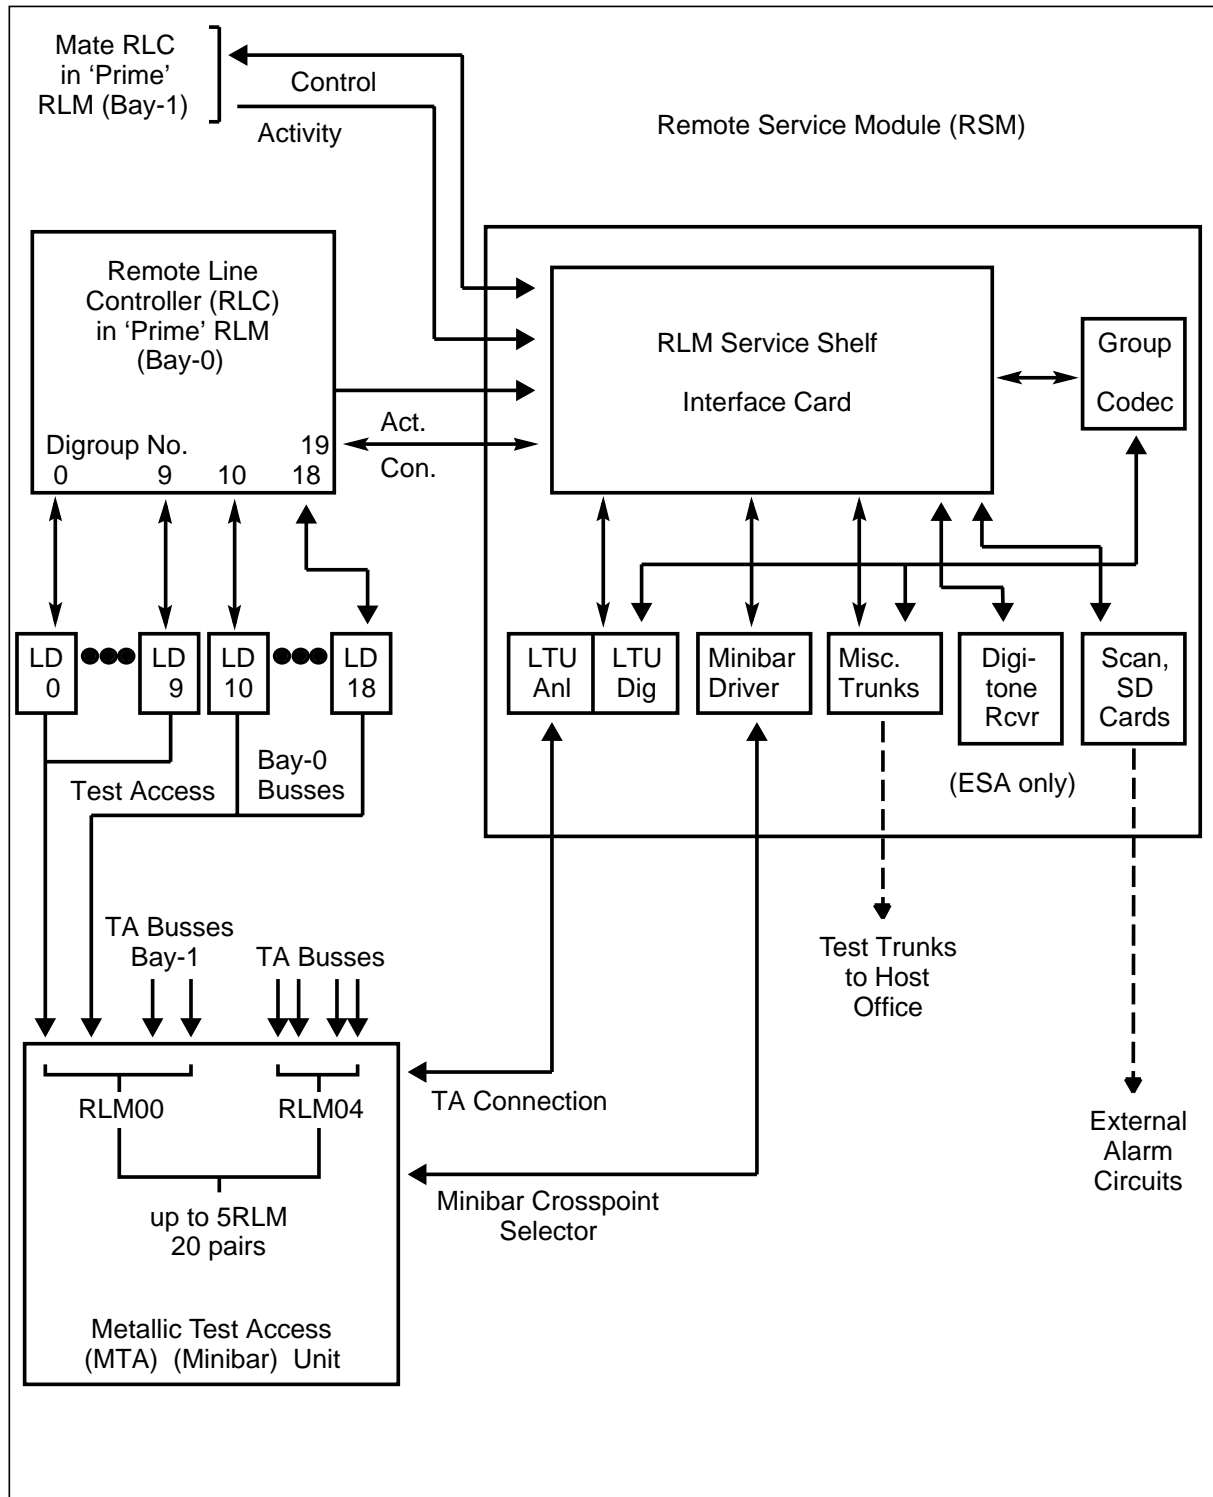 Mate RLC
in ‘Prime’
RLM (Bay-1)
Control
Activity
Remote Service Module (RSM)
Remote Line
Controller (RLC)
in ‘Prime’ RLM
(Bay-0)
Digroup No.
19
0
9
10
18
Act.
Con.
RLM Service Shelf
Interface Card
Group
Codec
LD
0
LD
9
LD
10
LD
18
LTU
Anl
LTU
Dig
Minibar
Driver
Misc.
Trunks
Digi-
tone
Rcvr
Scan,
SD
Cards
(ESA only)
Test Access
Bay-0
Busses
TA Busses
Bay-1
TA Busses
Test Trunks
to Host
Office
RLM00
RLM04
TA Connection
External
Alarm
Circuits
Minibar Crosspoint
Selector
up to 5RLM
20 pairs
Metallic Test Access
(MTA) (Minibar) Unit